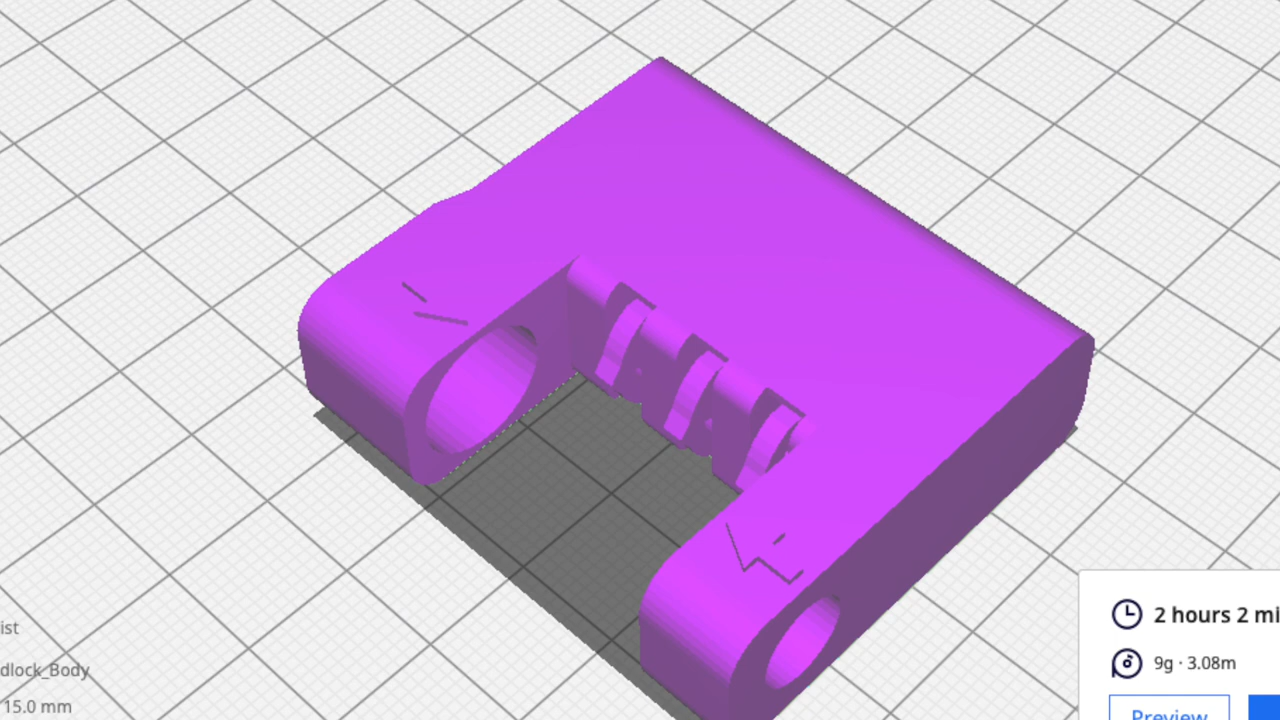 ist
dlock_Body
15.0 mm
2 hours 2 mi
9g · 3.08m
Preview